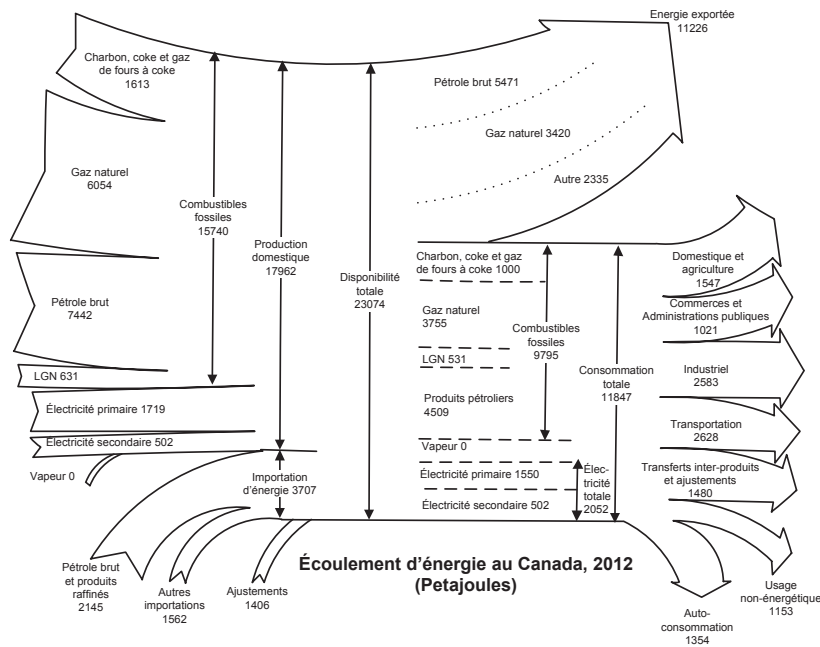 Energie exportée
11226
Charbon, coke et gaz
de fours à coke
1613
Pétrole brut 5471
Gaz naturel 3420
Autre 2335
Gaz naturel
6054
Combustibles
fossiles
15740
Production
domestique
17962
Disponibilité
totale
23074
Charbon, coke et gaz
de fours à coke 1000
Gaz naturel
3755
Combustibles
fossiles
9795
LGN 531
Consommation
totale
11847
Produits pétroliers
4509
Vapeur 0
Électricité primaire 1550
Électricité secondaire 502
Élec-
tricité
totale
2052
Domestique et
agriculture
1547
Commerces et
Administrations publiques
1021
Industriel
2583
Transportation
2628
Transferts inter-produits
et ajustements
1480
Pétrole brut
7442
LGN 631
Électricité primaire 1719
Électricité secondaire 502
Vapeur 0
Importation
d'énergie 3707
Pétrole brut
et produits
raffinés
2145
Autres
importations
1562
Ajustements
1406
Écoulement d'énergie au Canada, 2012
(Petajoules)
Usage
non-énergétique
1153
Auto-
consommation
1354